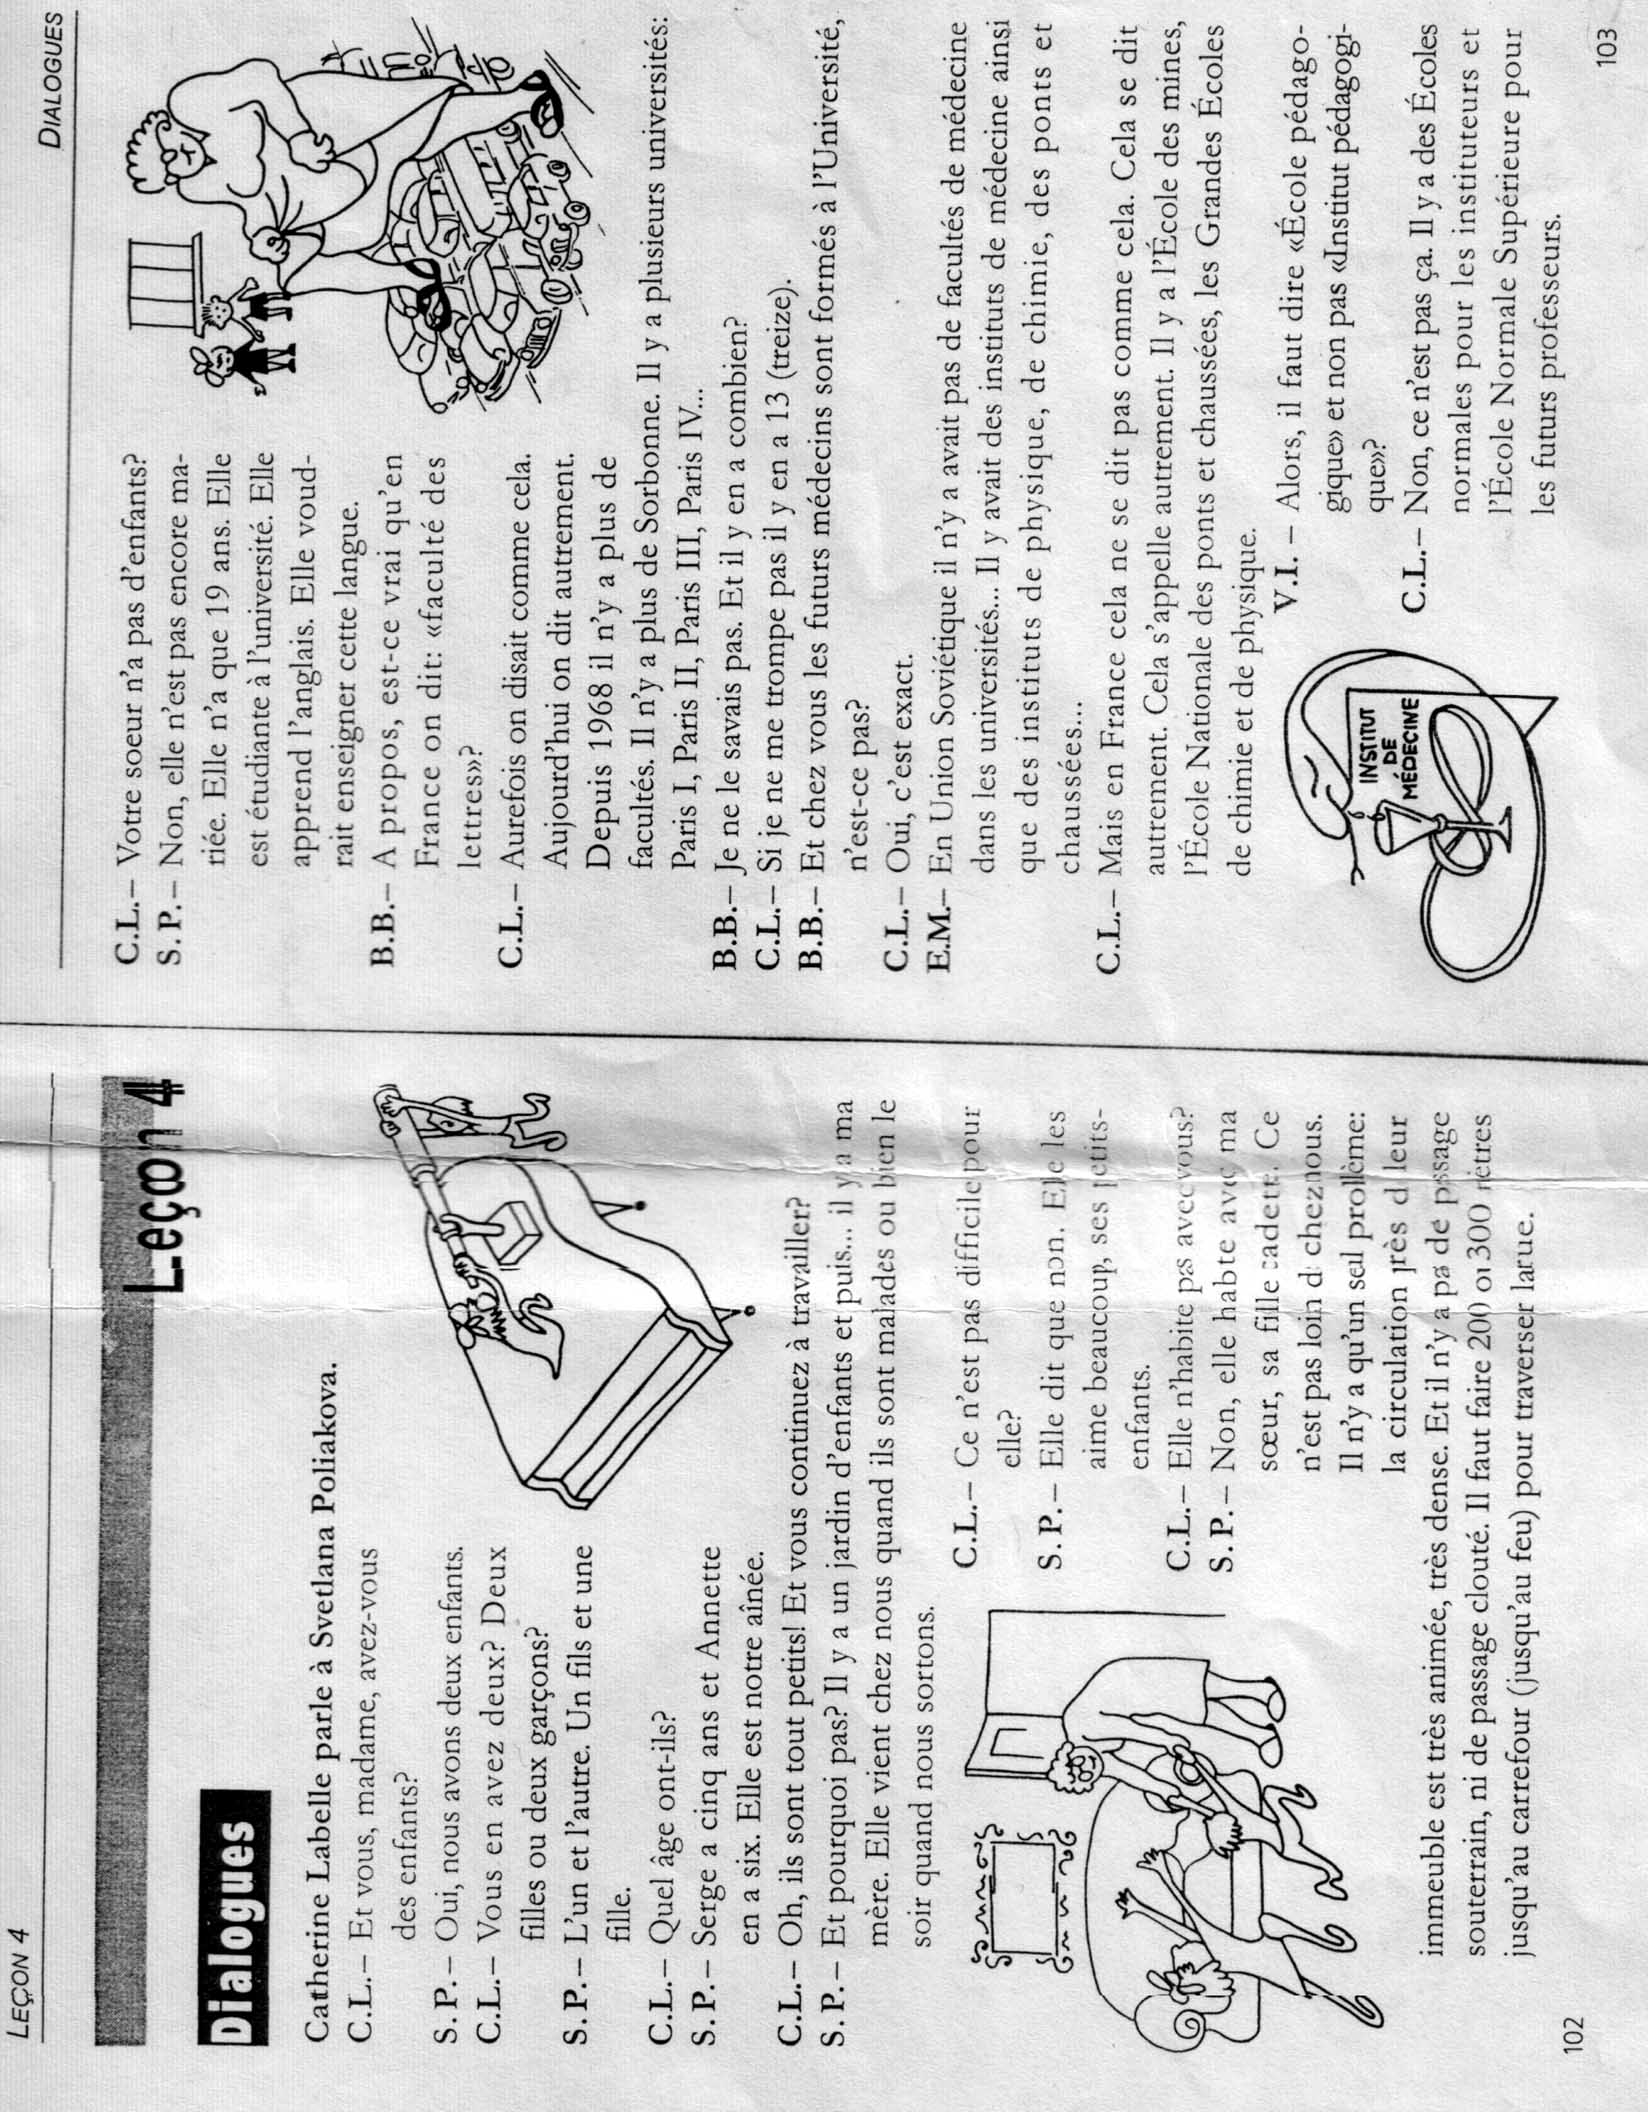 LEÇON 4
Leçon 4
Dialogues
Catherine Labelle parle à Svetlana Poliakova.
C.L.– Et vous, madame, avez-vous
des enfants?
S. P.– Oui, nous avons deux enfants.
C.L.– Vous en avez deux? Deux
filles ou deux garçons?
S. P.– L'un et l'autre. Un fils et une
fille.
C.L.– Quel âge ont-ils?
S. P.– Serge a cinq ans et Annette
en a six. Elle est notre aînée.
C.L.– Oh, ils sont tout petits! Et vous continuez à travailler?
S. P.– Et pourquoi pas? Il y a un jardin d'enfants et puis... il y a ma
mère. Elle vient chez nous quand ils sont malades ou bien le
soir quand nous sortons.
C.L.– Ce n'est pas difficile pour
elle?
S. P.– Elle dit que non. Elle les
aime beaucoup, ses petits-
enfants.
C.L.– Elle n'habite pas avec vous?
S. P.– Non, elle habte avec ma
sœur, sa fille cadette. Ce
n'est pas loin de chez nous.
Il n'y a qu'un seul problème:
la circulation près de leur
immeuble est très animée, très dense. Et il n'y a pas de passage
souterrain, ni de passage clouté. Il faut faire 200 ou 300 mètres
jusqu'au carrefour (jusqu'au feu) pour traverser la rue.
102
DIALOGUES
C.L.– Votre soeur n'a pas d'enfants?
S. P.– Non, elle n'est pas encore ma-
riée. Elle n'a que 19 ans. Elle
est étudiante à l'université. Elle
apprend l'anglais. Elle voud-
rait enseigner cette langue.
B.B.– A propos, est-ce vrai qu'en
France on dit: «faculté des
lettres»?
C.L.– Aurefois on disait comme cela.
Aujourd'hui on dit autrement.
Depuis 1968 il n'y a plus de
facultés. Il n'y a plus de Sorbonne. Il y a plusieurs universités:
Paris I, Paris II, Paris III, Paris IV...
B.B.– Je ne le savais pas. Et il y en a combien?
C.L.– Si je ne me trompe pas il y en a 13 (treize).
B.B.– Et chez vous les futurs médecins sont formés à l'Université,
n'est-ce pas?
C.L.– Oui, c'est exact.
E.M.– En Union Soviétique il n'y avait pas de facultés de médecine
dans les universités... Il y avait des instituts de médecine ainsi
que des instituts de physique, de chimie, des ponts et
chaussées...
C.L.– Mais en France cela ne se dit pas comme cela. Cela se dit
autrement. Cela s'appelle autrement. Il y a l'École des mines,
l'École Nationale des ponts et chaussées, les Grandes Écoles
de chimie et de physique.
V.I. – Alors, il faut dire «École pédago-
gique» et non pas «Institut pédagogi-
que»?
C.L.– Non, ce n'est pas ça. Il y a des Écoles
normales pour les instituteurs et
l'École Normale Supérieure pour
les futurs professeurs.
INSTITUT
DE
MÉDECINE
103